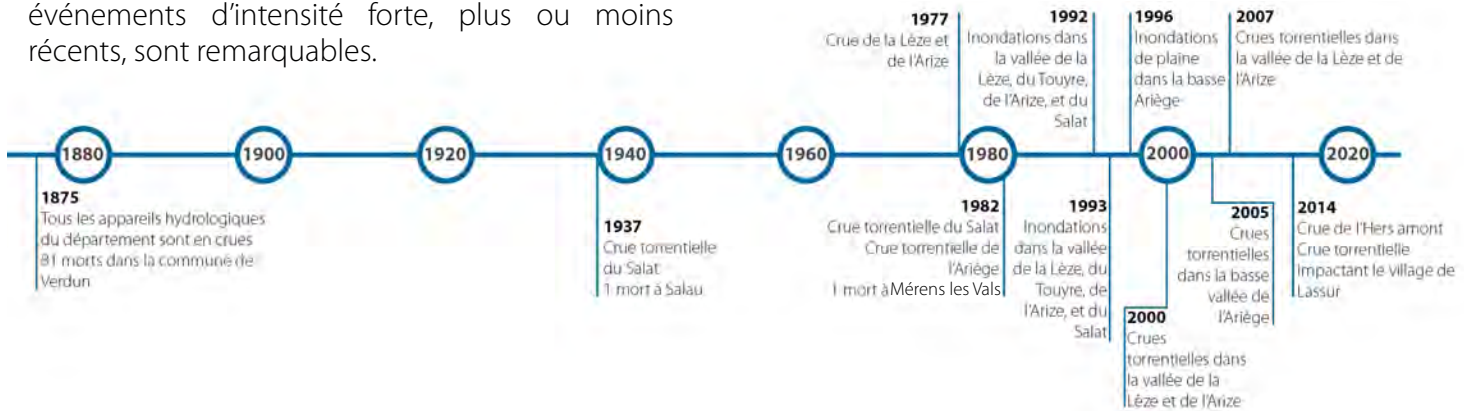 événements d’intensité forte, plus ou moins
récents, sont remarquables.
1977
Crue de la Lèze et
de l’Arize
1992
Inondations dans
la vallée de la
Lèze, du Touyre,
de l’Arize, et du
Salat
1996
Inondations
de plaine
dans la basse
Ariège
2007
Crues torrentielles dans
la vallée de la Lèze et de
l’Arize
1880
1900
1920
1940
1960
1980
2000
2020
1875
Tous les appareils hydrologiques
du département sont en crues
81 morts dans la commune de
Verdun
1937
Crue torrentielle
du Salat
1 mort à Salau
1982
Crue torrentielle du Salat
Crue torrentielle de
l’Ariège
1 mort à Mérens les Vals
1993
Inondations
dans la vallée
de la Lèze, du
Touyre, de
l’Arize, et du
Salat
2000
Crues
torrentielles dans
la vallée de la
Lèze et de l’Arize
2005
Crues
torrentielles
dans la basse
vallée de
l’Ariège
2014
Crue de l’Hers amont
Crue torrentielle
impactant le village de
Lassur